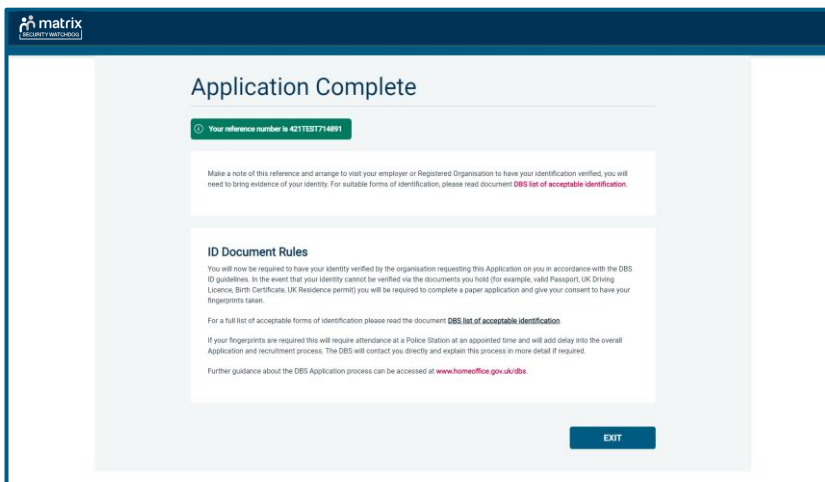 matrix
SECURITY WATCHDOG
Application Complete
Your reference number is 421TEST714891
Make a note of this reference and arrange to visit your employer or Registered Organisation to have your identification verified, you will
need to bring evidence of your identity. For suitable forms of identification, please read document DBS list of acceptable identification.
ID Document Rules
You will now be required to have your identity verified by the organisation requesting this Application on you in accordance with the DBS
ID guidelines. In the event that your identity cannot be verified via the documents you hold (for example, valid Passport, UK Driving
Licence, Birth Certificate, UK Residence permit) you will be required to complete a paper application and give your consent to have your
fingerprints taken.
For a full list of acceptable forms of identification please read the document DBS list of acceptable identification.
If your fingerprints are required this will require attendance at a Police Station at an appointed time and will add delay into the overall
Application and recruitment process. The DBS will contact you directly and explain this process in more detail if required.
Further guidance about the DBS Application process can be accessed at www.homeoffice.gov.uk/dbs.
EXIT